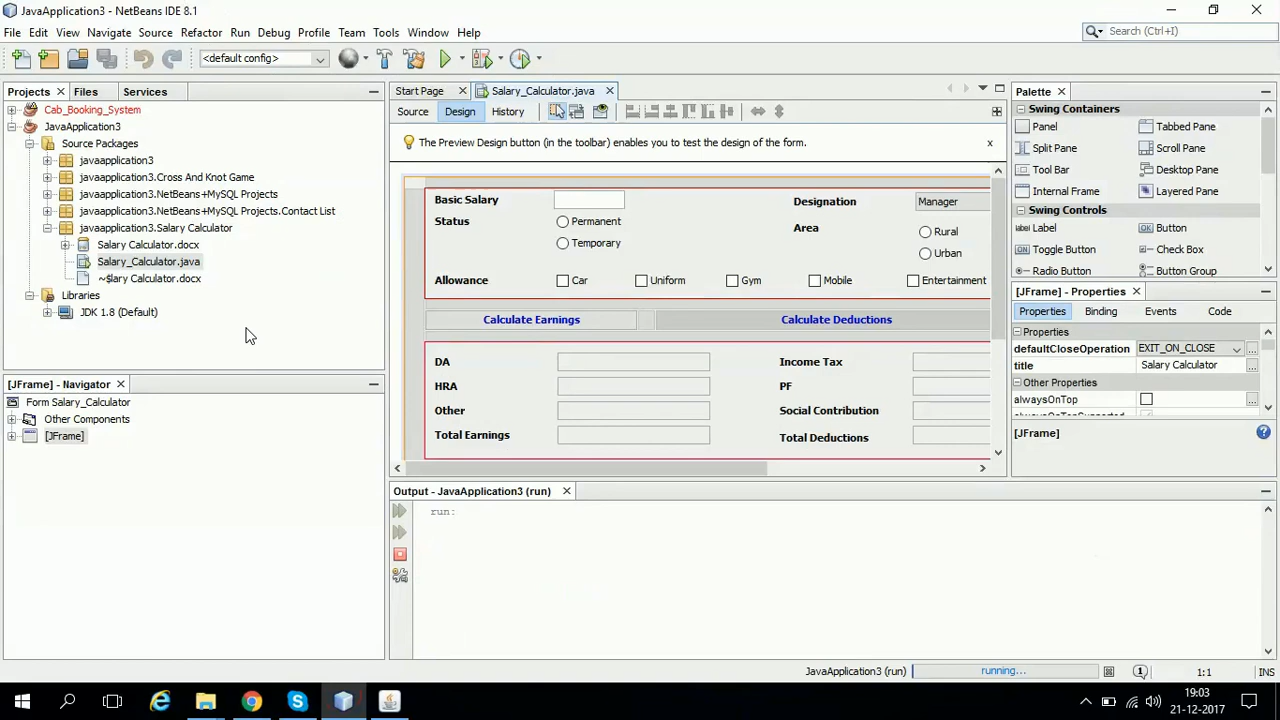 JavaApplication3 - NetBeans IDE 8.1
File Edit View Navigate Source Refactor Run Debug Profile Team Tools Window Help
Search (Ctrl+I)
<default config>
Projects Files Services
Cab_Booking_System
JavaApplication3
Source Packages
javaapplication3
javaapplication3.Cross And Knot Game
javaapplication3.NetBeans+MySQL Projects
javaapplication3.NetBeans+MySQL Projects.Contact List
javaapplication3.Salary Calculator
Salary Calculator.docx
Salary_Calculator.java
~$lary Calculator.docx
Libraries
JDK 1.8 (Default)
[JFrame] - Navigator
Form Salary_Calculator
Other Components
[JFrame]
Start Page Salary_Calculator.java
Source Design History
The Preview Design button (in the toolbar) enables you to test the design of the form.
Basic Salary Designation Manager
Status Permanent Area Rural
Temporary Urban
Allowance Car Uniform Gym Mobile Entertainment
Calculate Earnings Calculate Deductions
DA Income Tax
HRA PF
Other Social Contribution
Total Earnings Total Deductions
Palette
Swing Containers
Panel Tabbed Pane
Split Pane Scroll Pane
Tool Bar Desktop Pane
Internal Frame Layered Pane
Swing Controls
Label Button
Toggle Button Check Box
Radio Button Button Group
[JFrame] - Properties
Properties Binding Events Code
Properties
defaultCloseOperation EXIT_ON_CLOSE
title Salary Calculator
Other Properties
alwaysOnTop
[JFrame]
Output - JavaApplication3 (run)
run:
JavaApplication3 (run) running... 1:1 INS
19:03
21-12-2017